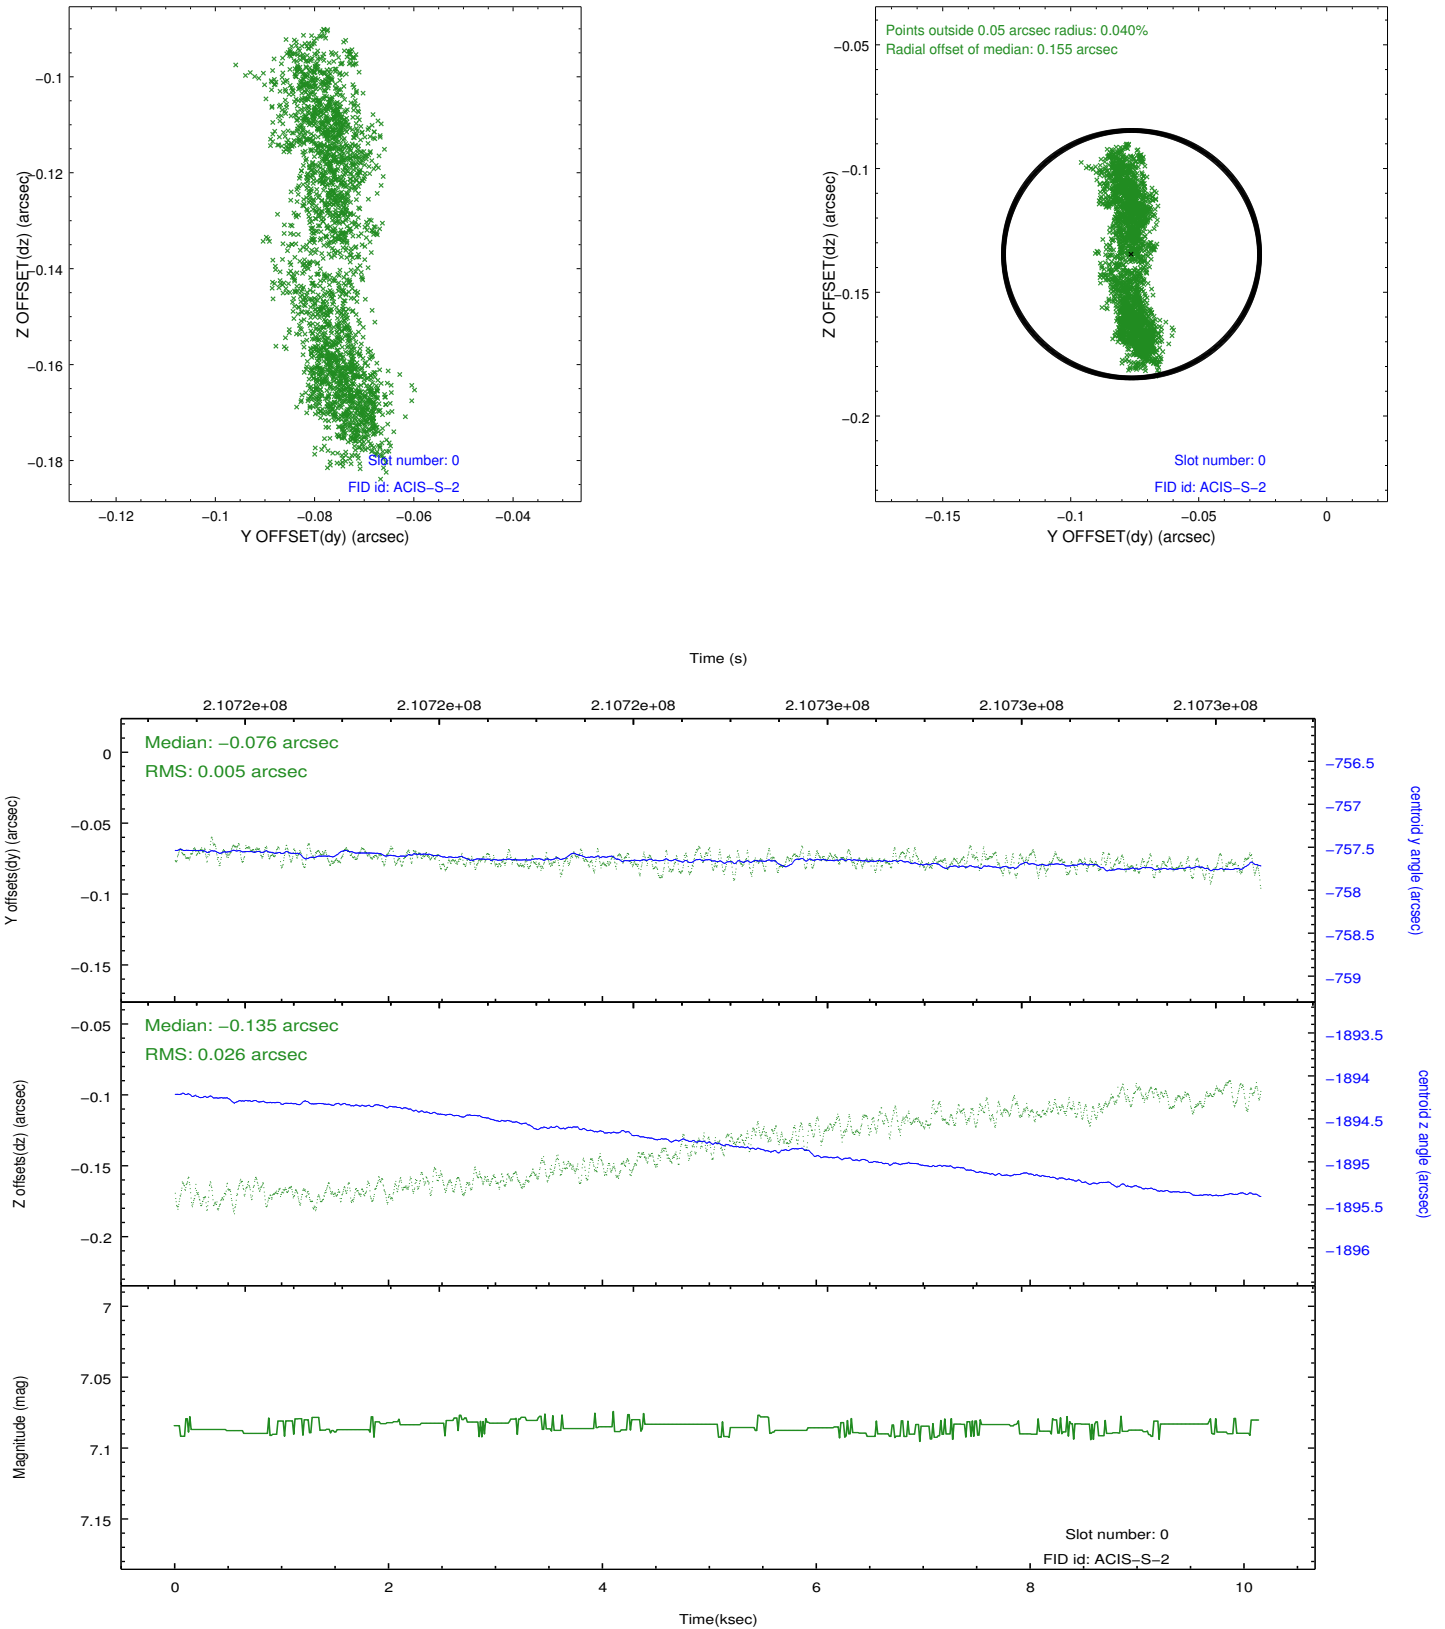 −0.1
−0.12
−0.14
−0.16
−0.18
Z OFFSET(dz) (arcsec)
Slot number: 0
FID id: ACIS−S−2
−0.12
−0.1
−0.08
−0.06
−0.04
Y OFFSET(dy) (arcsec)
Points outside 0.05 arcsec radius: 0.040%
Radial offset of median: 0.155 arcsec
−0.05
−0.1
−0.15
−0.2
Z OFFSET(dz) (arcsec)
Slot number: 0
FID id: ACIS−S−2
−0.15
−0.1
−0.05
0
Y OFFSET(dy) (arcsec)
Time (s)
2.1072e+08
2.1072e+08
2.1072e+08
2.1073e+08
2.1073e+08
2.1073e+08
Median: −0.076 arcsec
RMS: 0.005 arcsec
0
−0.05
−0.1
−0.15
Y offsets(dy) (arcsec)
−756.5
−757
−757.5
−758
−758.5
−759
centroid y angle (arcsec)
Median: −0.135 arcsec
RMS: 0.026 arcsec
−0.05
−0.1
−0.15
−0.2
Z offsets(dz) (arcsec)
−1893.5
−1894
−1894.5
−1895
−1895.5
−1896
centroid z angle (arcsec)
7
7.05
7.1
7.15
Magnitude (mag)
Slot number: 0
FID id: ACIS−S−2
0
2
4
6
8
10
Time(ksec)